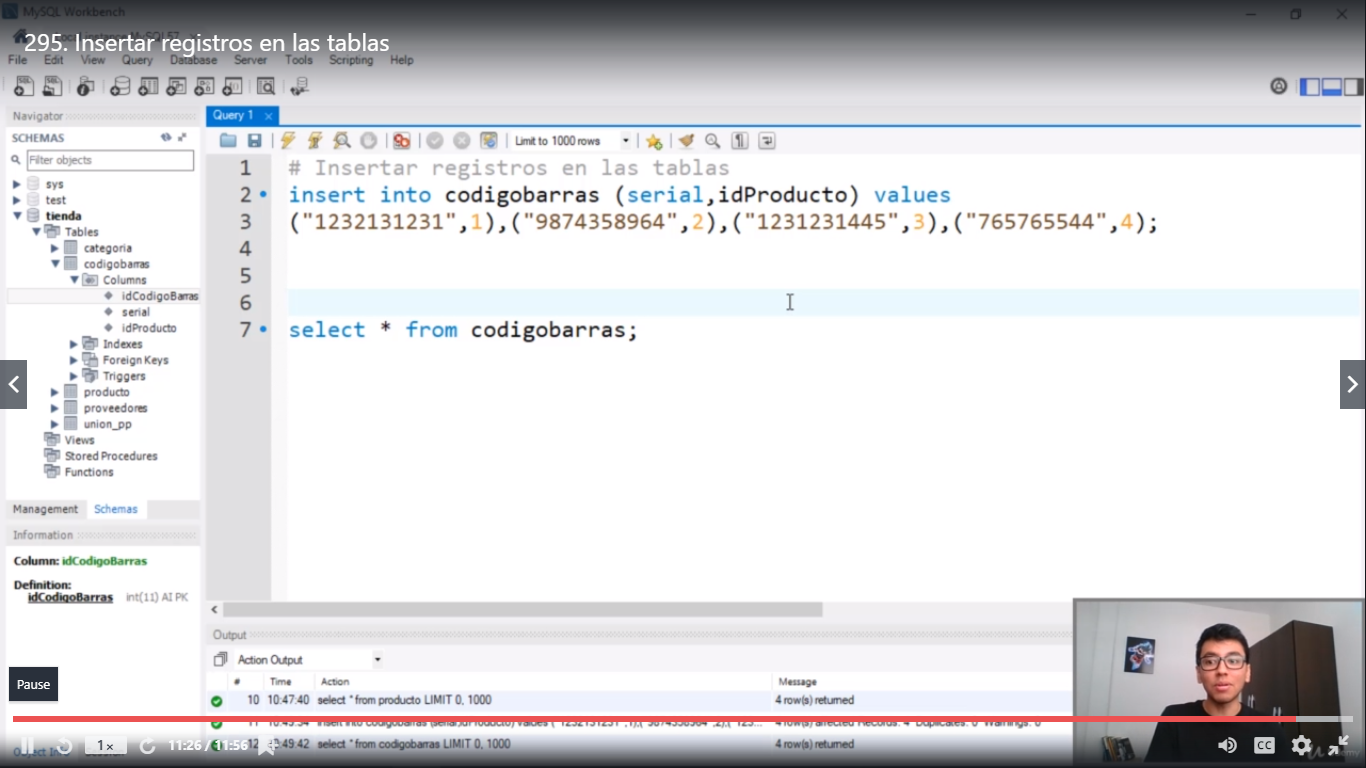 MySQL Workbench
295. Insertar registros en las tablas
File Edit View Query Database Server Tools Scripting Help
Navigator
SCHEMAS
Filter objects
sys
test
tienda
Tables
categoria
codigobarras
Columns
idCodigoBarras
serial
idProducto
Indexes
Foreign Keys
Triggers
producto
proveedores
union_pp
Views
Stored Procedures
Functions
Management Schemas
Information
Column: idCodigoBarras
Definition:
idCodigoBarras int(11) AI PK
Query 1
Limit to 1000 rows
1 # Insertar registros en las tablas
2 insert into codigobarras (serial,idProducto) values
3 ("1232131231",1),("9874358964",2),("1231231445",3),("765765544",4);
4
5
6
7 select * from codigobarras;
Output
Action Output
# Time Action Message
10 10:47:40 select * from producto LIMIT 0, 1000 4 row(s) returned
insert into codigobarras (serial,idProducto) values ("1232131231",1),("9874358964",2),("123... 4 row(s) affected Records: 4 Duplicates: 0 Warnings: 0
12 10:49:42 select * from codigobarras LIMIT 0, 1000 4 row(s) returned
Pause
1x 11:26 / 11:56 CC